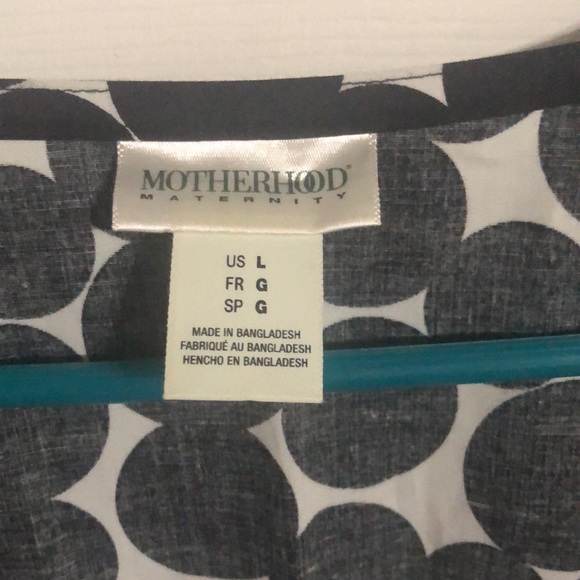 MOTHERHOOD®
MATERNITY
US L
FR G
SP G
MADE IN BANGLADESH
FABRIQUÉ AU BANGLADESH
HENCHO EN BANGLADESH